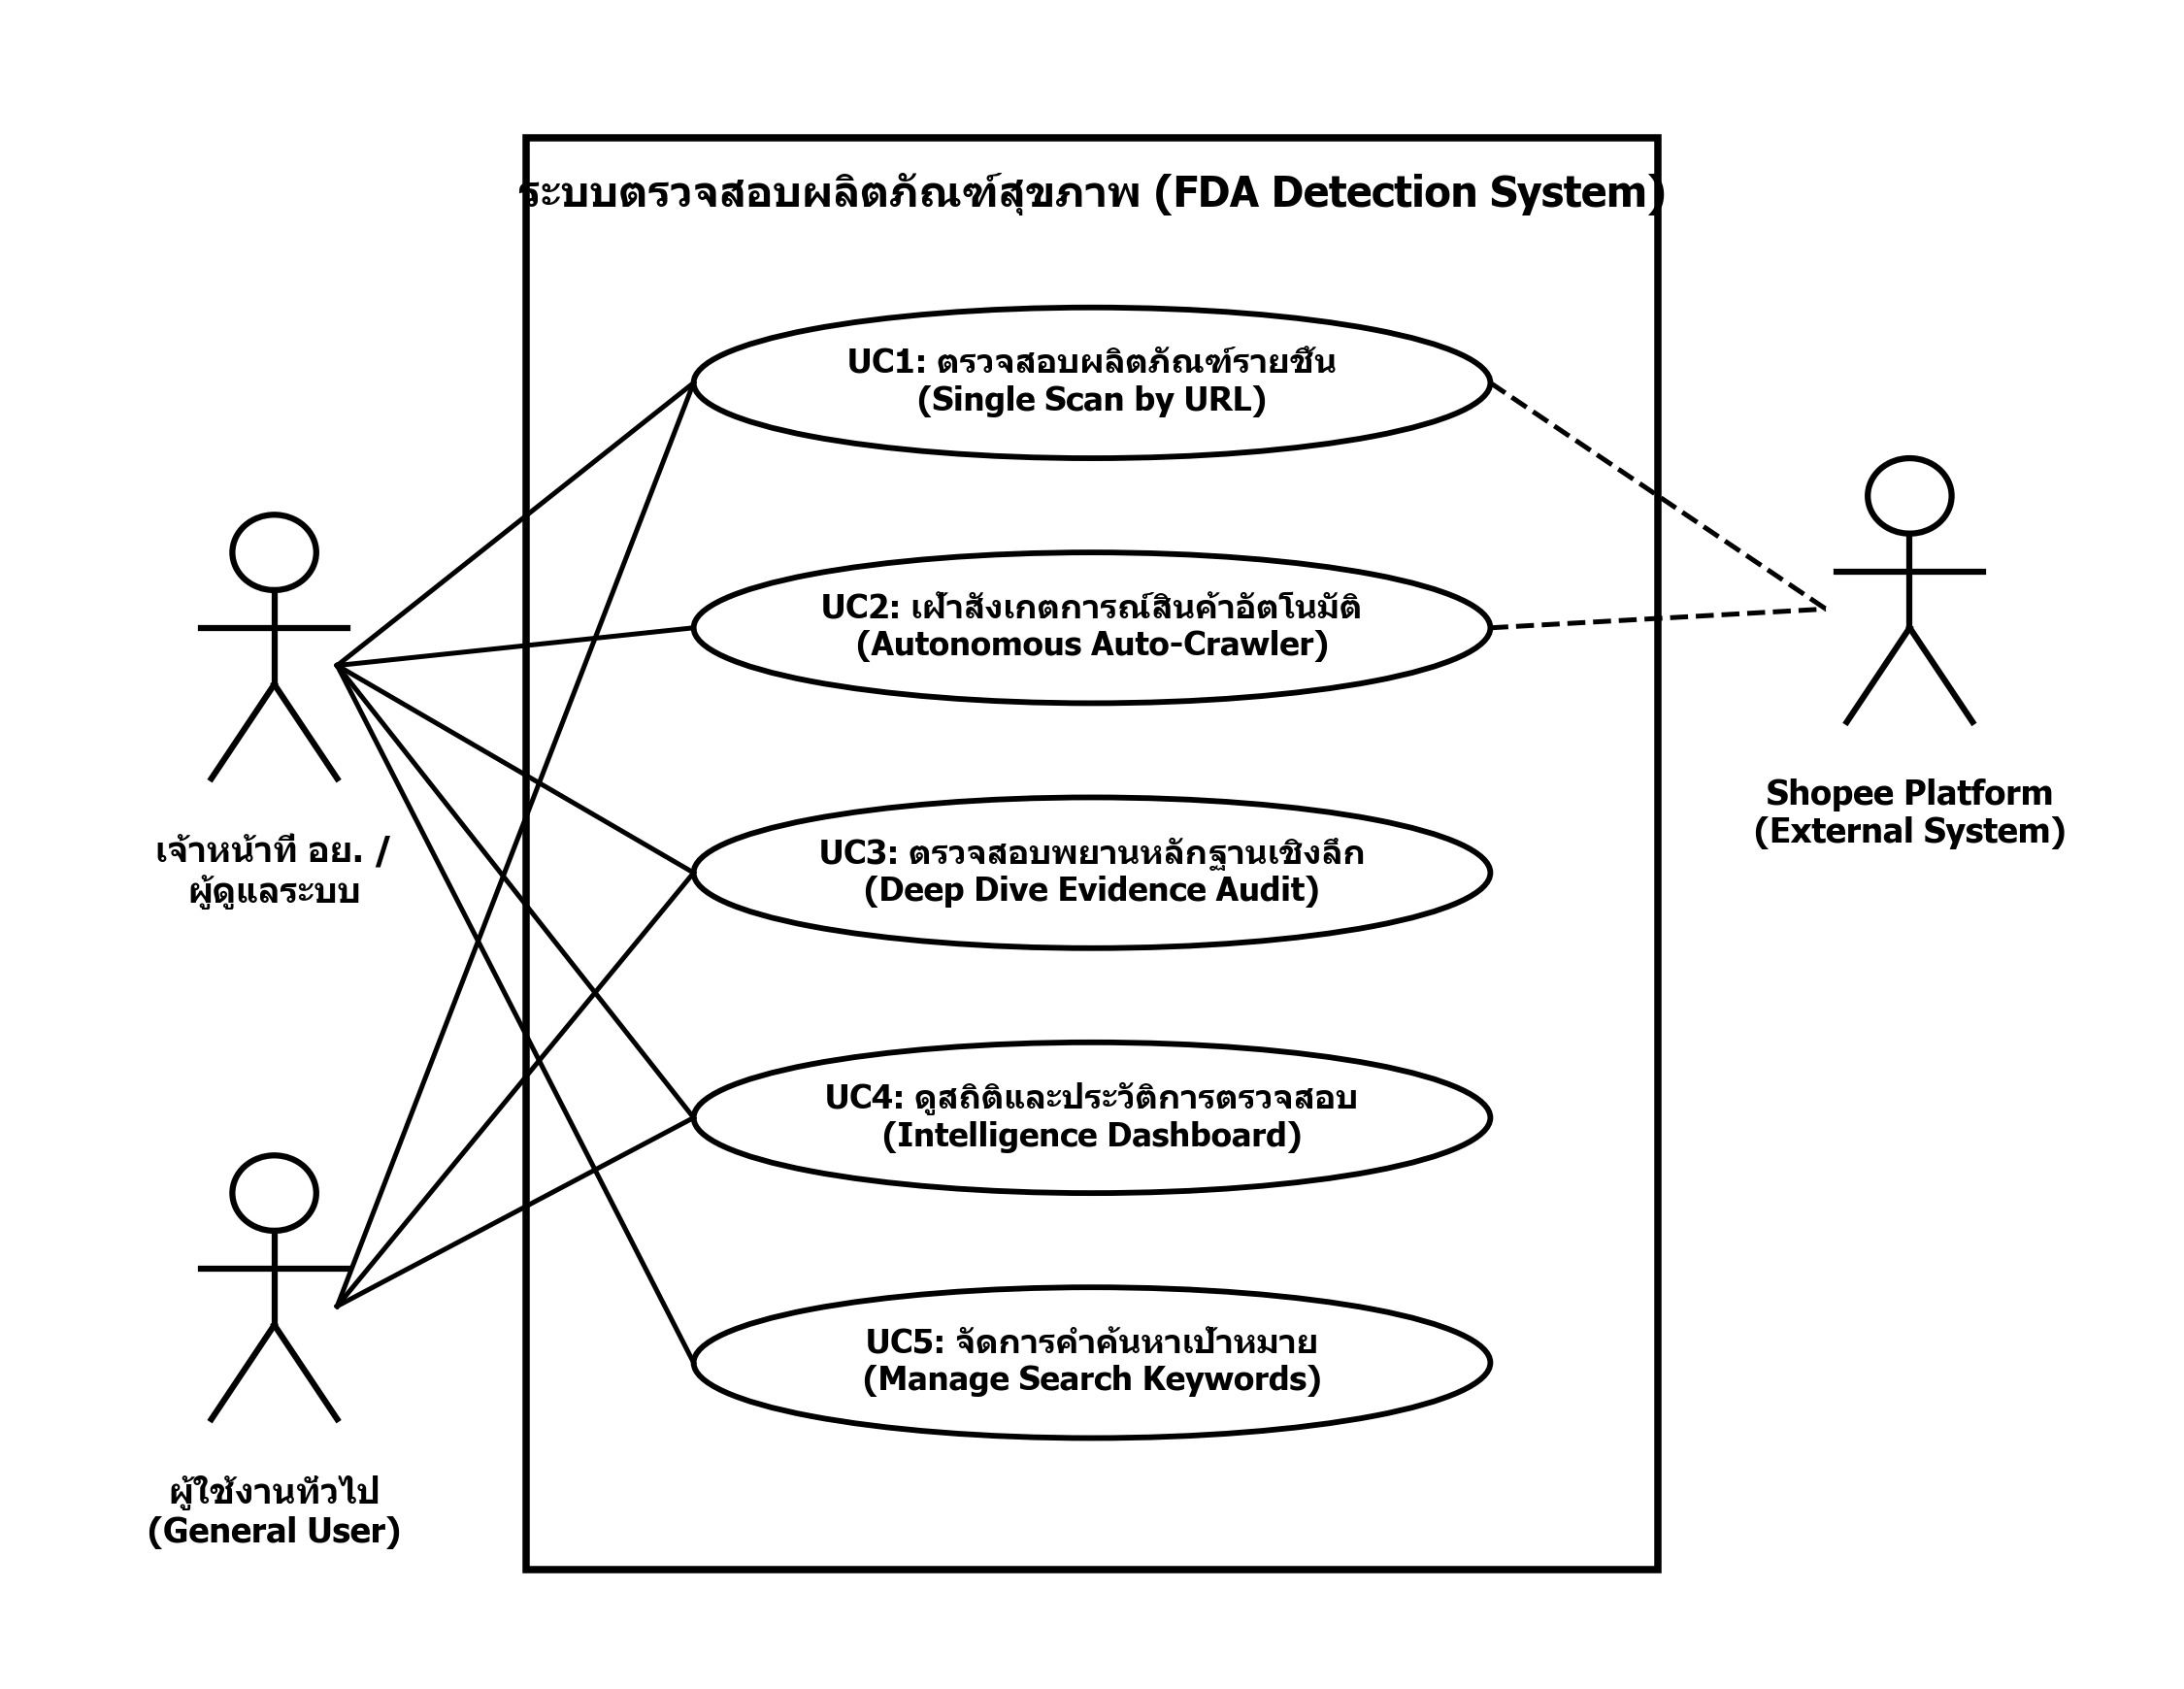 ระบบตรวจสอบผลิตภัณฑ์สุขภาพ (FDA Detection System)
UC1: ตรวจสอบผลิตภัณฑ์รายชิ้น
(Single Scan by URL)
UC2: เฝ้าสังเกตการณ์สินค้าอัตโนมัติ
(Autonomous Auto-Crawler)
UC3: ตรวจสอบพยานหลักฐานเชิงลึก
(Deep Dive Evidence Audit)
UC4: ดูสถิติและประวัติการตรวจสอบ
(Intelligence Dashboard)
UC5: จัดการคำค้นหาเป้าหมาย
(Manage Search Keywords)
เจ้าหน้าที่ อย. /
ผู้ดูแลระบบ
ผู้ใช้งานทั่วไป
(General User)
Shopee Platform
(External System)